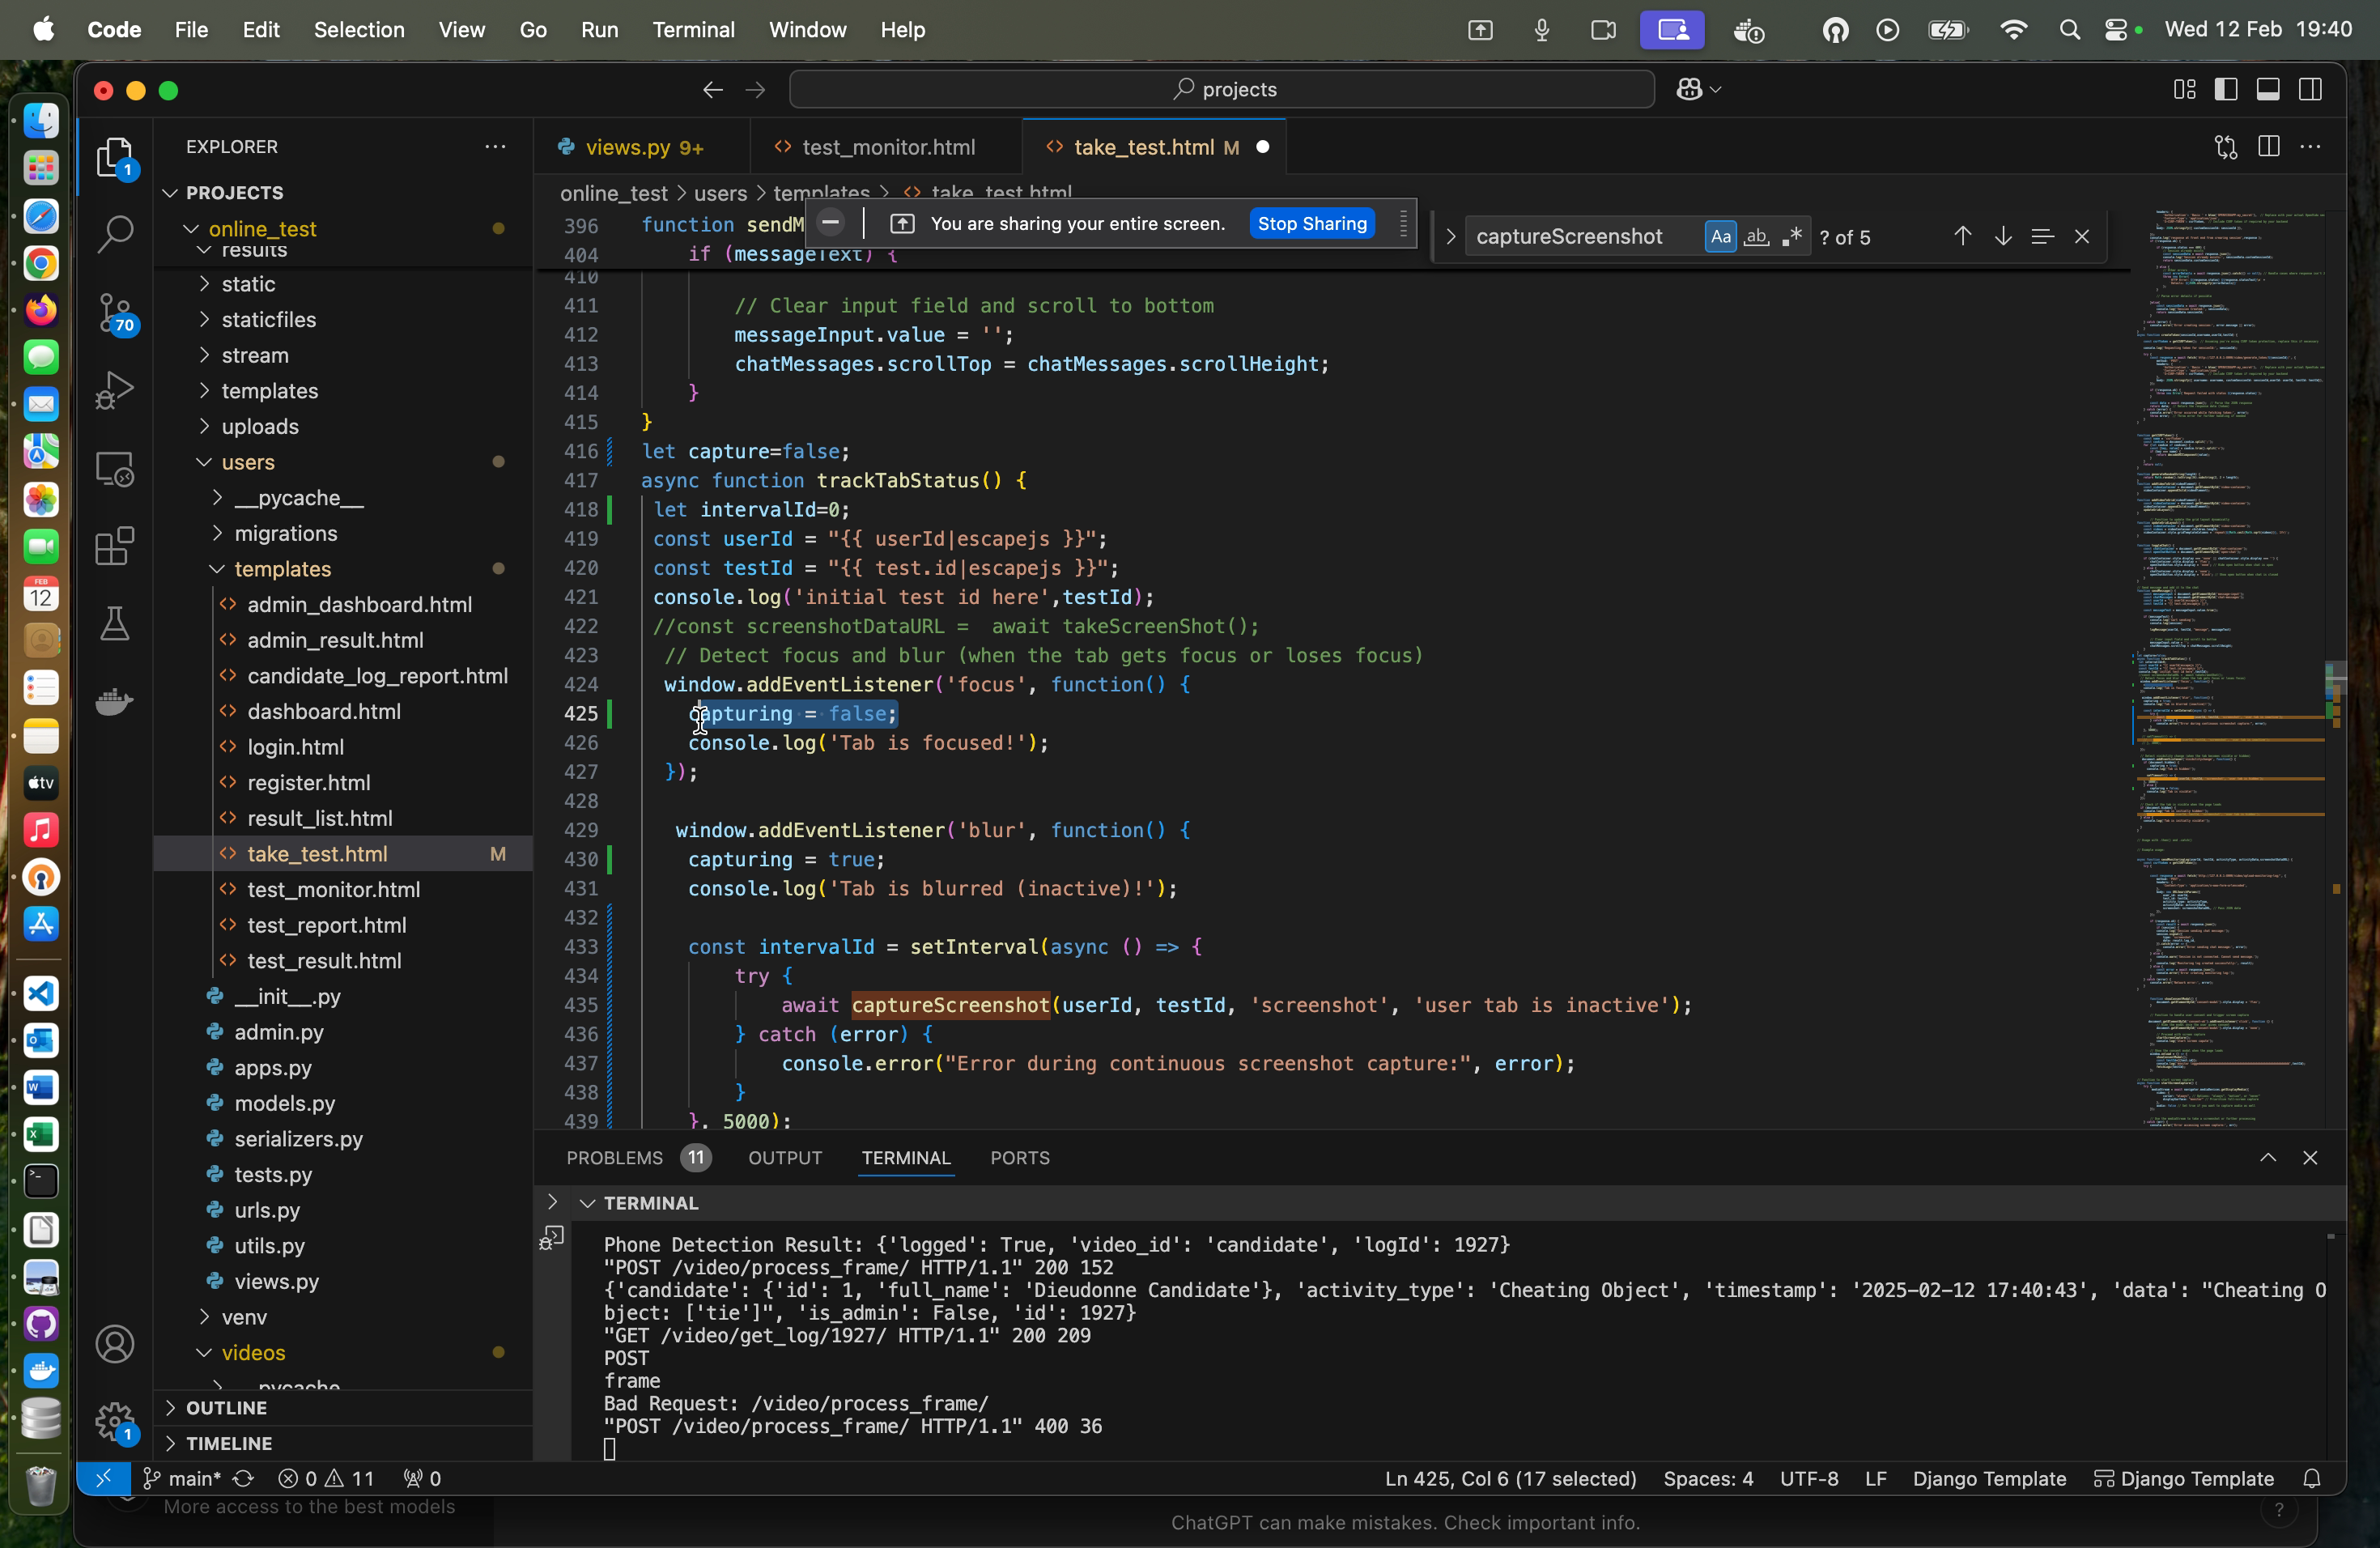 Code File Edit Selection View Go Run Terminal Window Help Wed 12 Feb 19:40
projects
EXPLORER
views.py 9+ test_monitor.html take_test.html M
1
PROJECTS
online_test > users > templates > take_test.html
online_test
You are sharing your entire screen. Stop Sharing
captureScreenshot Aa ab ? of 5
results
static
staticfiles
stream
templates
uploads
users
__pycache__
migrations
templates
admin_dashboard.html
admin_result.html
candidate_log_report.html
dashboard.html
login.html
register.html
result_list.html
take_test.html M
test_monitor.html
test_report.html
test_result.html
__init__.py
admin.py
apps.py
models.py
serializers.py
tests.py
urls.py
utils.py
views.py
venv
videos
__pycache__
OUTLINE
TIMELINE
70
1
FEB
12
tv
396 function sendM
404 if (messageText) {
410
411 // Clear input field and scroll to bottom
412 messageInput.value = '';
413 chatMessages.scrollTop = chatMessages.scrollHeight;
414 }
415 }
416 let capture=false;
417 async function trackTabStatus() {
418 let intervalId=0;
419 const userId = "{{ userId|escapejs }}";
420 const testId = "{{ test.id|escapejs }}";
421 console.log('initial test id here',testId);
422 //const screenshotDataURL =  await takeScreenShot();
423 // Detect focus and blur (when the tab gets focus or loses focus)
424 window.addEventListener('focus', function() {
425 capturing = false;
426 console.log('Tab is focused!');
427 });
428
429 window.addEventListener('blur', function() {
430 capturing = true;
431 console.log('Tab is blurred (inactive)!');
432
433 const intervalId = setInterval(async () => {
434 try {
435 await captureScreenshot(userId, testId, 'screenshot', 'user tab is inactive');
436 } catch (error) {
437 console.error("Error during continuous screenshot capture:", error);
438 }
439 }, 5000);
PROBLEMS 11 OUTPUT TERMINAL PORTS
TERMINAL
Phone Detection Result: {'logged': True, 'video_id': 'candidate', 'logId': 1927}
"POST /video/process_frame/ HTTP/1.1" 200 152
{'candidate': {'id': 1, 'full_name': 'Dieudonne Candidate'}, 'activity_type': 'Cheating Object', 'timestamp': '2025-02-12 17:40:43', 'data': "Cheating O
bject: ['tie']", 'is_admin': False, 'id': 1927}
"GET /video/get_log/1927/ HTTP/1.1" 200 209
POST
frame
Bad Request: /video/process_frame/
"POST /video/process_frame/ HTTP/1.1" 400 36
main* 0 11 0 Ln 425, Col 6 (17 selected) Spaces: 4 UTF-8 LF Django Template Django Template
More access to the best models
ChatGPT can make mistakes. Check important info.
?